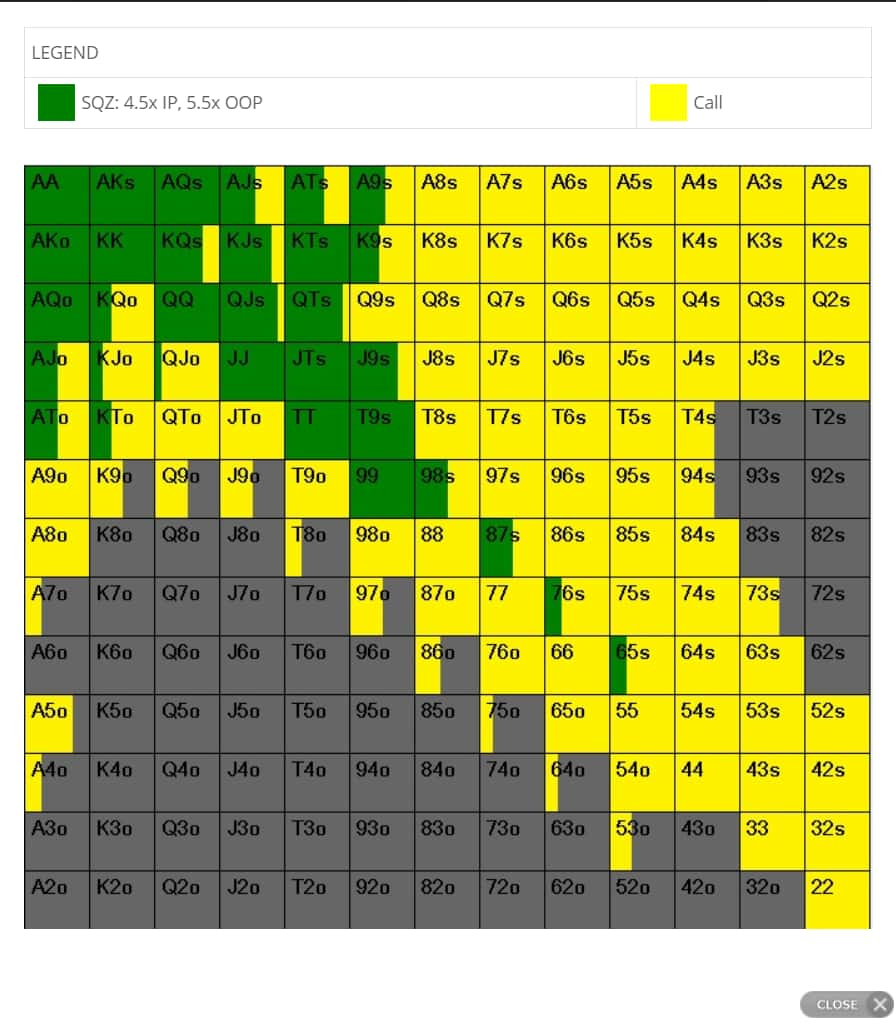 LEGEND
SQZ: 4.5x IP, 5.5x OOP Call
AA AKs AQs AJs ATs A9s A8s A7s A6s A5s A4s A3s A2s
AKo KK KQs KJs KTs K9s K8s K7s K6s K5s K4s K3s K2s
AQo KQo QQ QJs QTs Q9s Q8s Q7s Q6s Q5s Q4s Q3s Q2s
AJo KJo QJo JJ JTs J9s J8s J7s J6s J5s J4s J3s J2s
ATo KTo QTo JTo TT T9s T8s T7s T6s T5s T4s T3s T2s
A9o K9o Q9o J9o T9o 99 98s 97s 96s 95s 94s 93s 92s
A8o K8o Q8o J8o T8o 98o 88 87s 86s 85s 84s 83s 82s
A7o K7o Q7o J7o T7o 97o 87o 77 76s 75s 74s 73s 72s
A6o K6o Q6o J6o T6o 96o 86o 76o 66 65s 64s 63s 62s
A5o K5o Q5o J5o T5o 95o 85o 75o 65o 55 54s 53s 52s
A4o K4o Q4o J4o T4o 94o 84o 74o 64o 54o 44 43s 42s
A3o K3o Q3o J3o T3o 93o 83o 73o 63o 53o 43o 33 32s
A2o K2o Q2o J2o T2o 92o 82o 72o 62o 52o 42o 32o 22
CLOSE